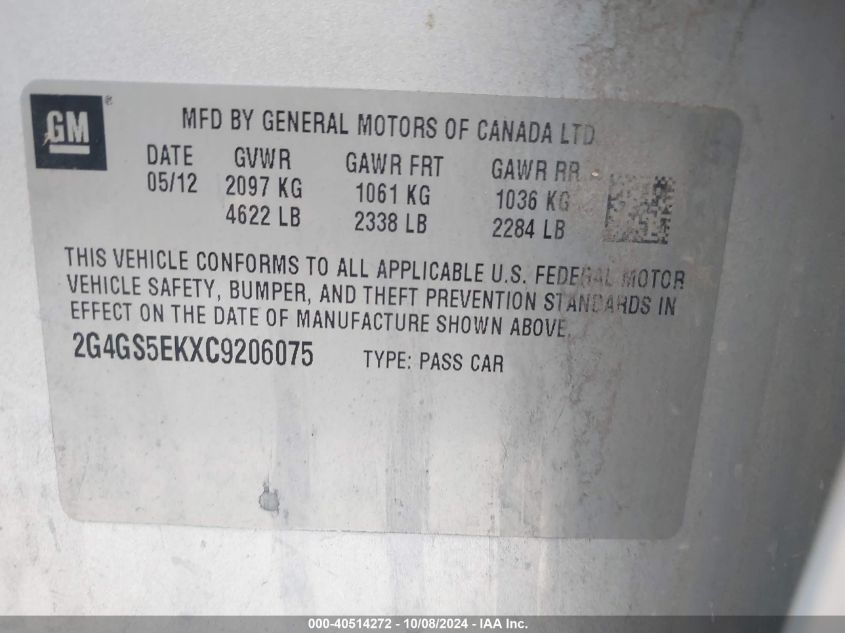 GM ®
MFD BY GENERAL MOTORS OF CANADA LTD
DATE GVWR GAWR FRT GAWR RR
05/12 2097 KG 1061 KG 1036 KG
4622 LB 2338 LB 2284 LB
THIS VEHICLE CONFORMS TO ALL APPLICABLE U.S. FEDERAL MOTOR
VEHICLE SAFETY, BUMPER, AND THEFT PREVENTION STANDARDS IN
EFFECT ON THE DATE OF MANUFACTURE SHOWN ABOVE.
2G4GS5EKXC9206075 TYPE: PASS CAR
000-40514272 - 10/08/2024 - IAA Inc.